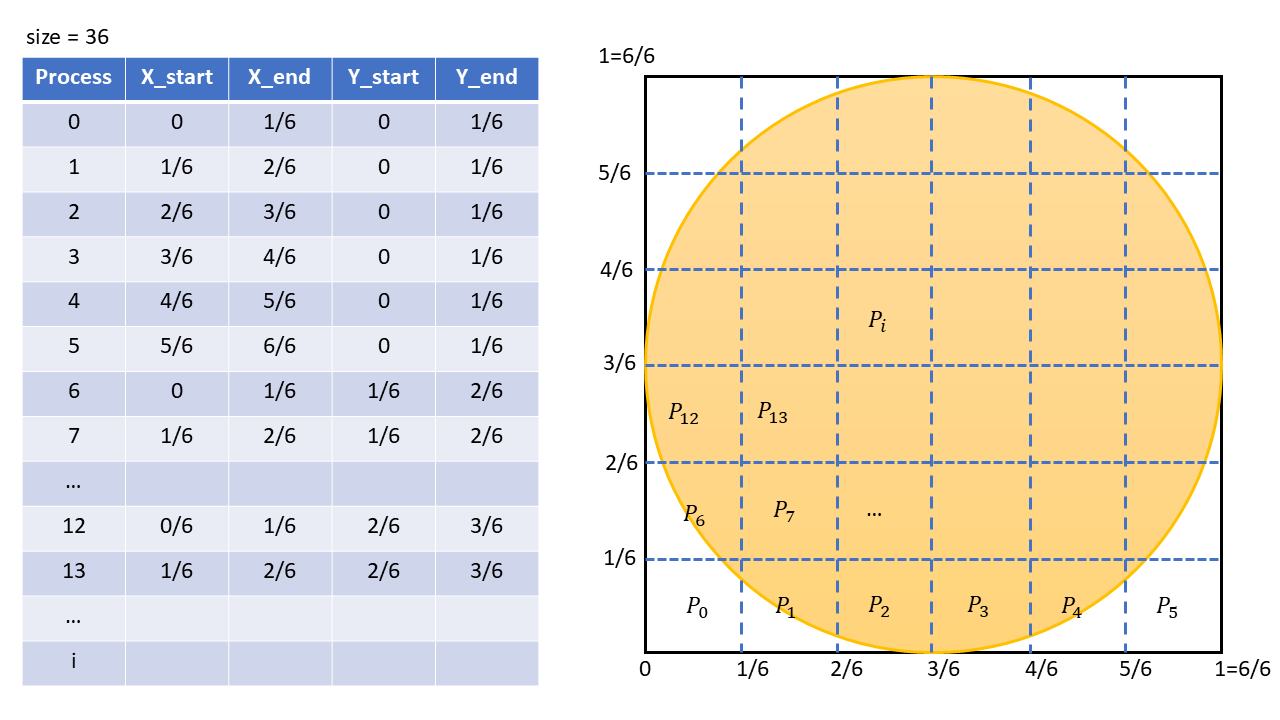 size = 36
Process X_start X_end Y_start Y_end
0 0 1/6 0 1/6
1 1/6 2/6 0 1/6
2 2/6 3/6 0 1/6
3 3/6 4/6 0 1/6
4 4/6 5/6 0 1/6
5 5/6 6/6 0 1/6
6 0 1/6 1/6 2/6
7 1/6 2/6 1/6 2/6
...
12 0/6 1/6 2/6 3/6
13 1/6 2/6 2/6 3/6
...
i
1=6/6
5/6
4/6
P_i
3/6
P_12 P_13
2/6
P_6 P_7 ...
1/6
P_0 P_1 P_2 P_3 P_4 P_5
0 1/6 2/6 3/6 4/6 5/6 1=6/6